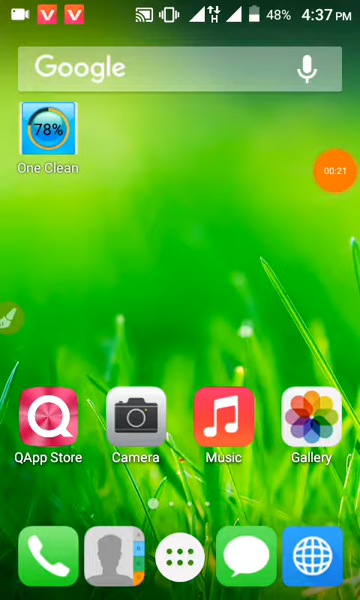 H 48% 4:37 PM
Google
78%
One Clean
00:21
QApp Store Camera Music Gallery